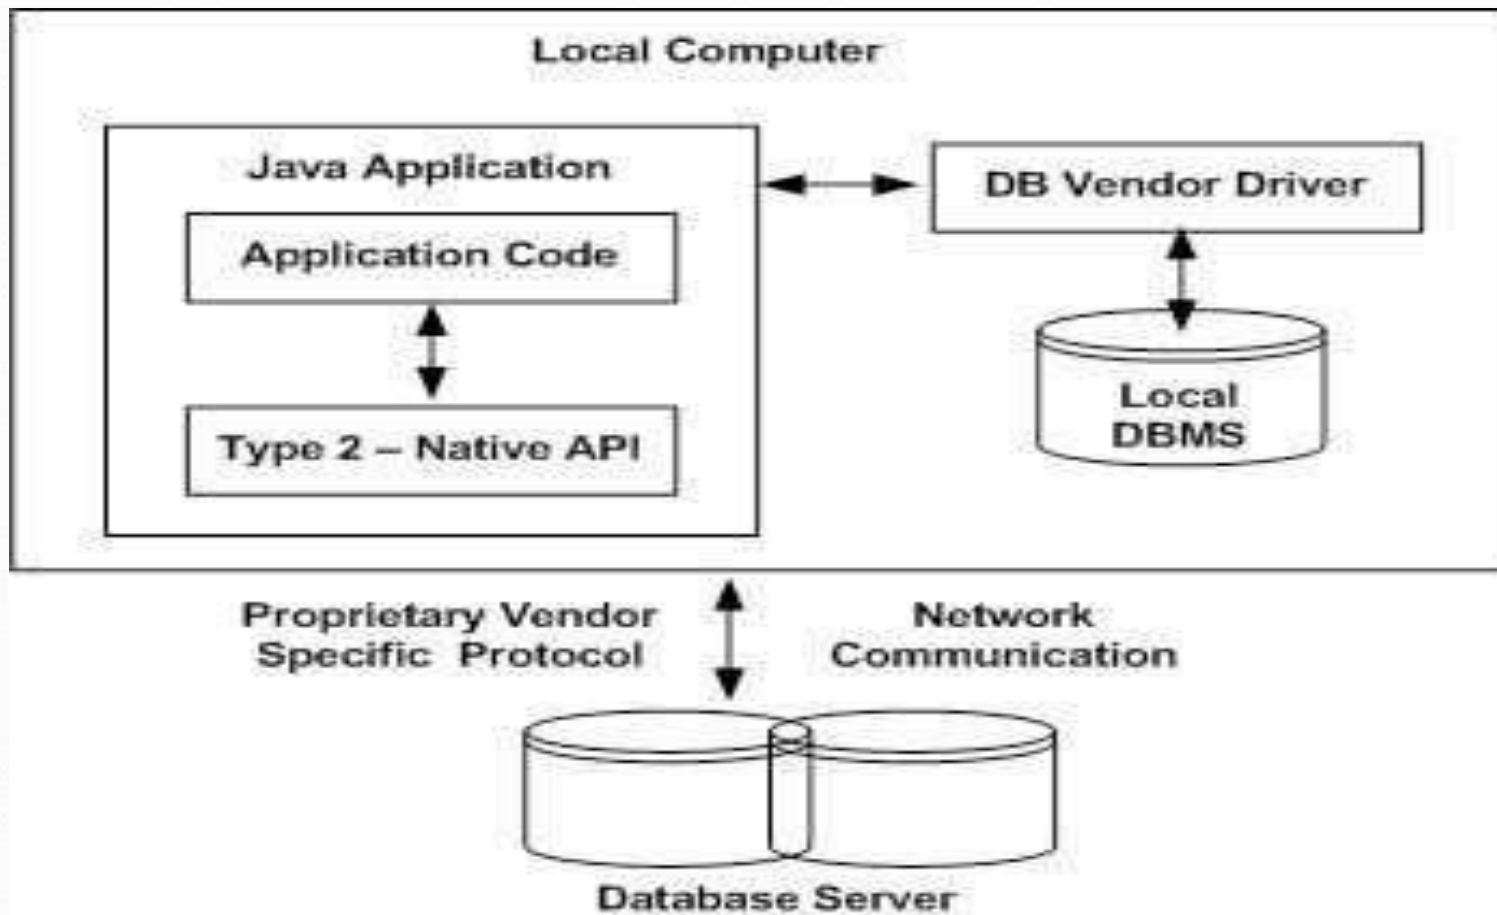 Local Computer
Java Application
Application Code
Type 2 – Native API
DB Vendor Driver
Local
DBMS
Proprietary Vendor
Specific Protocol
Network
Communication
Database Server